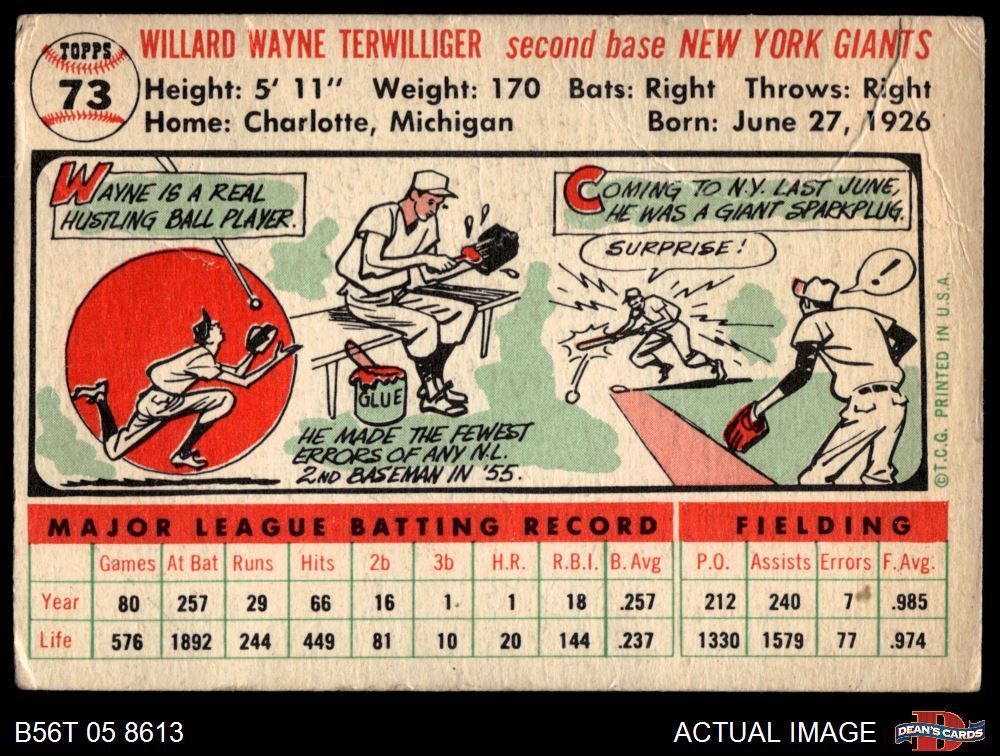 TOPPS
73
WILLARD WAYNE TERWILLIGER second base NEW YORK GIANTS
Height: 5' 11" Weight: 170 Bats: Right Throws: Right
Home: Charlotte, Michigan Born: June 27, 1926
WAYNE IS A REAL
HUSTLING BALL PLAYER.
GLUE
HE MADE THE FEWEST
ERRORS OF ANY N.L.
2ND BASEMAN IN '55.
COMING TO N.Y. LAST JUNE,
HE WAS A GIANT SPARKPLUG.
SURPRISE!
!
©T.C.G. PRINTED IN U.S.A.
MAJOR LEAGUE BATTING RECORD FIELDING
Games At Bat Runs Hits 2b 3b H.R. R.B.I. B. Avg P.O. Assists Errors F. Avg.
Year 80 257 29 66 16 1 1 18 .257 212 240 7 .985
Life 576 1892 244 449 81 10 20 144 .237 1330 1579 77 .974
B56T 05 8613 ACTUAL IMAGE DEAN'S CARDS